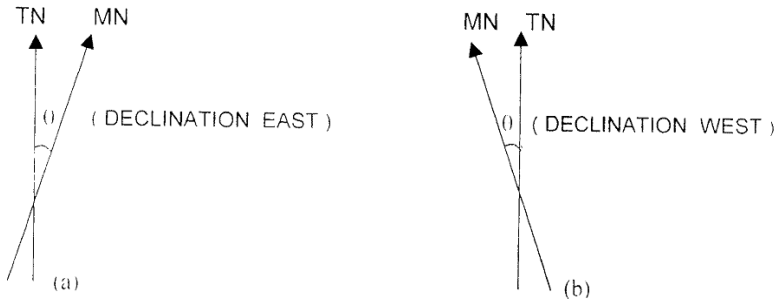 TN MN
θ (DECLINATION EAST)
(a)
MN TN
θ (DECLINATION WEST)
(b)